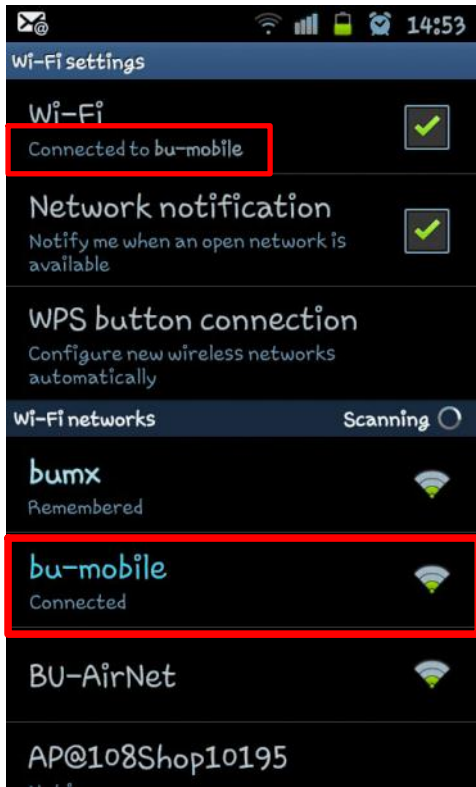 14:53
Wi-Fi settings
Wi-Fi
Connected to bu-mobile
Network notification
Notify me when an open network is
available
WPS button connection
Configure new wireless networks
automatically
Wi-Fi networks Scanning
bumx
Remembered
bu-mobile
Connected
BU-AirNet
AP@108Shop10195